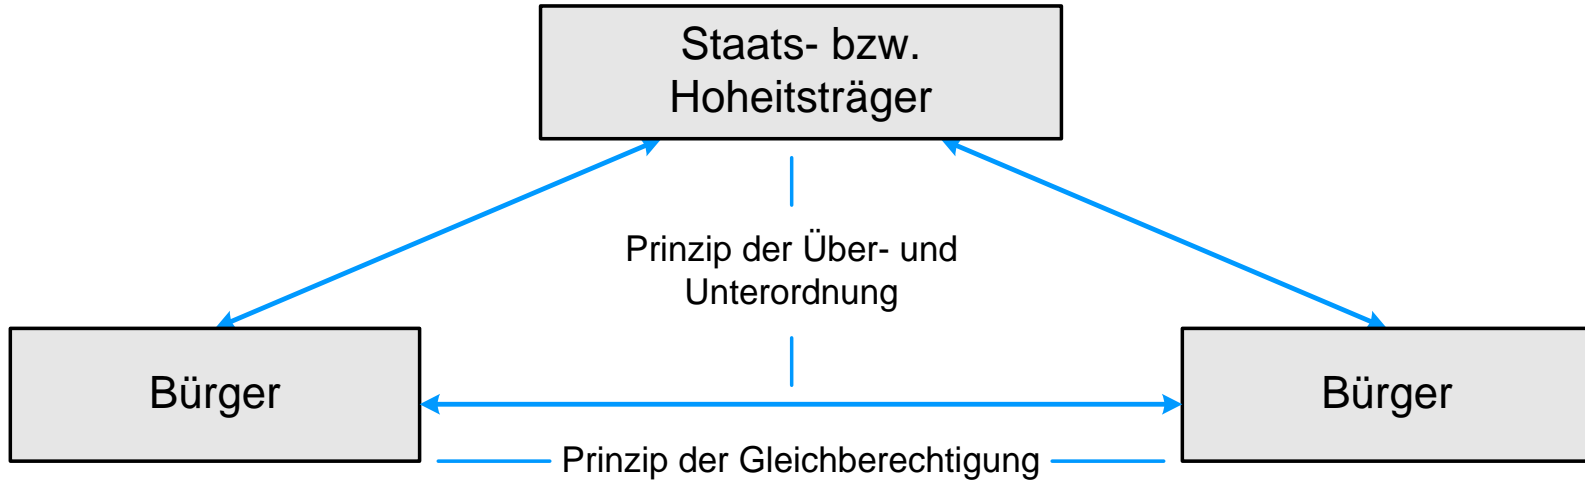 Staats- bzw.
Hoheitsträger
Prinzip der Über- und
Unterordnung
Bürger
Bürger
Prinzip der Gleichberechtigung